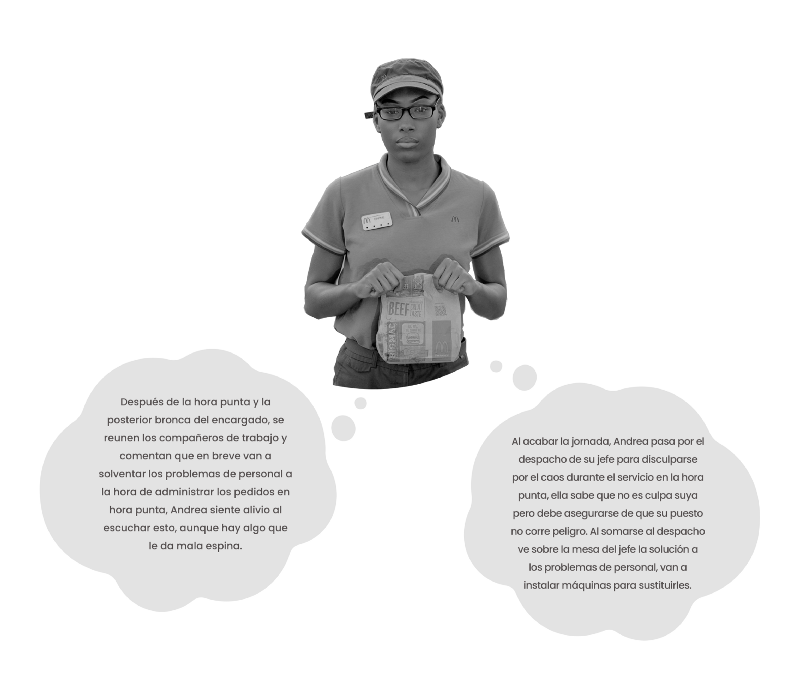 BEEF
Después de la hora punta y la
posterior bronca del encargado, se
reunen los compañeros de trabajo y
comentan que en breve van a
solventar los problemas de personal a
la hora de administrar los pedidos en
hora punta, Andrea siente alivio al
escuchar esto, aunque hay algo que
le da mala espina.
Al acabar la jornada, Andrea pasa por el
despacho de su jefe para disculparse
por el caos durante el servicio en la hora
punta, ella sabe que no es culpa suya
pero debe asegurarse de que su puesto
no corre peligro. Al somarse al despacho
ve sobre la mesa del jefe la solución a
los problemas de personal, van a
instalar máquinas para sustituirles.